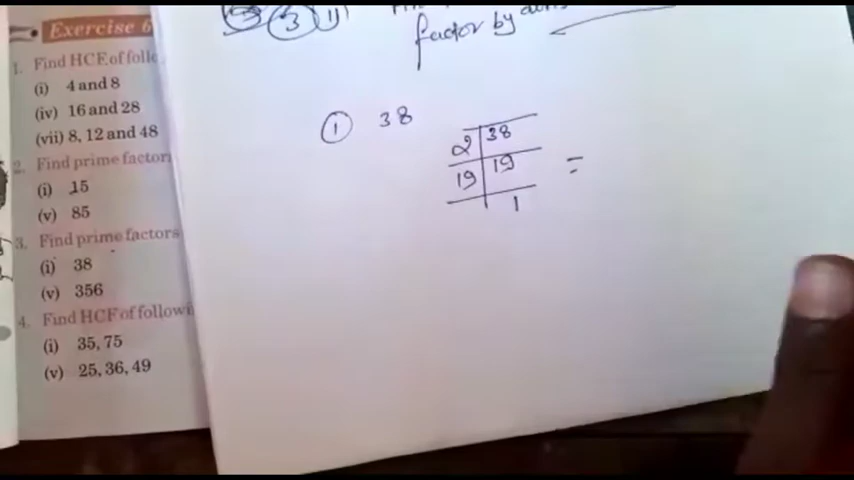 Exercise 6
1. Find HCF of follo
(i) 4 and 8
(iv) 16 and 28
(vii) 8, 12 and 48
2. Find prime factori
(i) 15
(v) 85
3. Find prime factors
(i) 38
(v) 356
4. Find HCF of followi
(i) 35, 75
(v) 25, 36, 49
3 1)
factor by
1 38
2 38
19 19 =
1